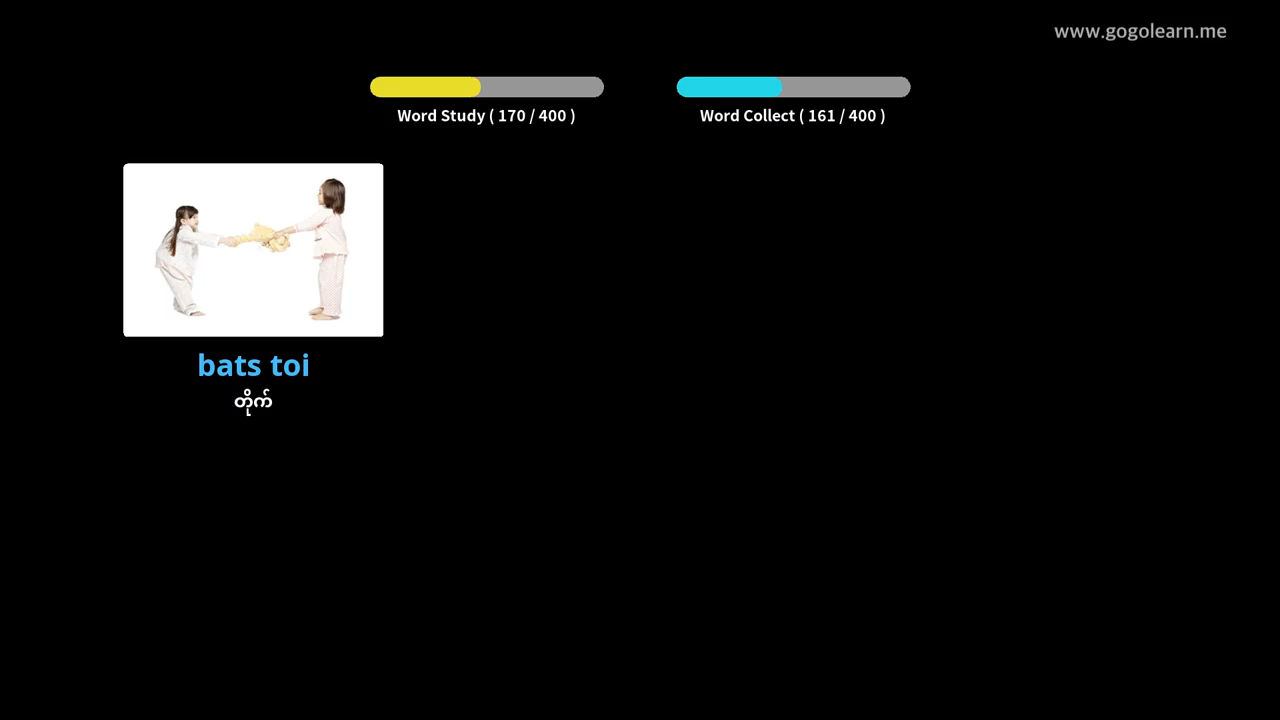 www.gogolearn.me
Word Study ( 170 / 400 )
Word Collect ( 161 / 400 )
bats toi
တိုက်